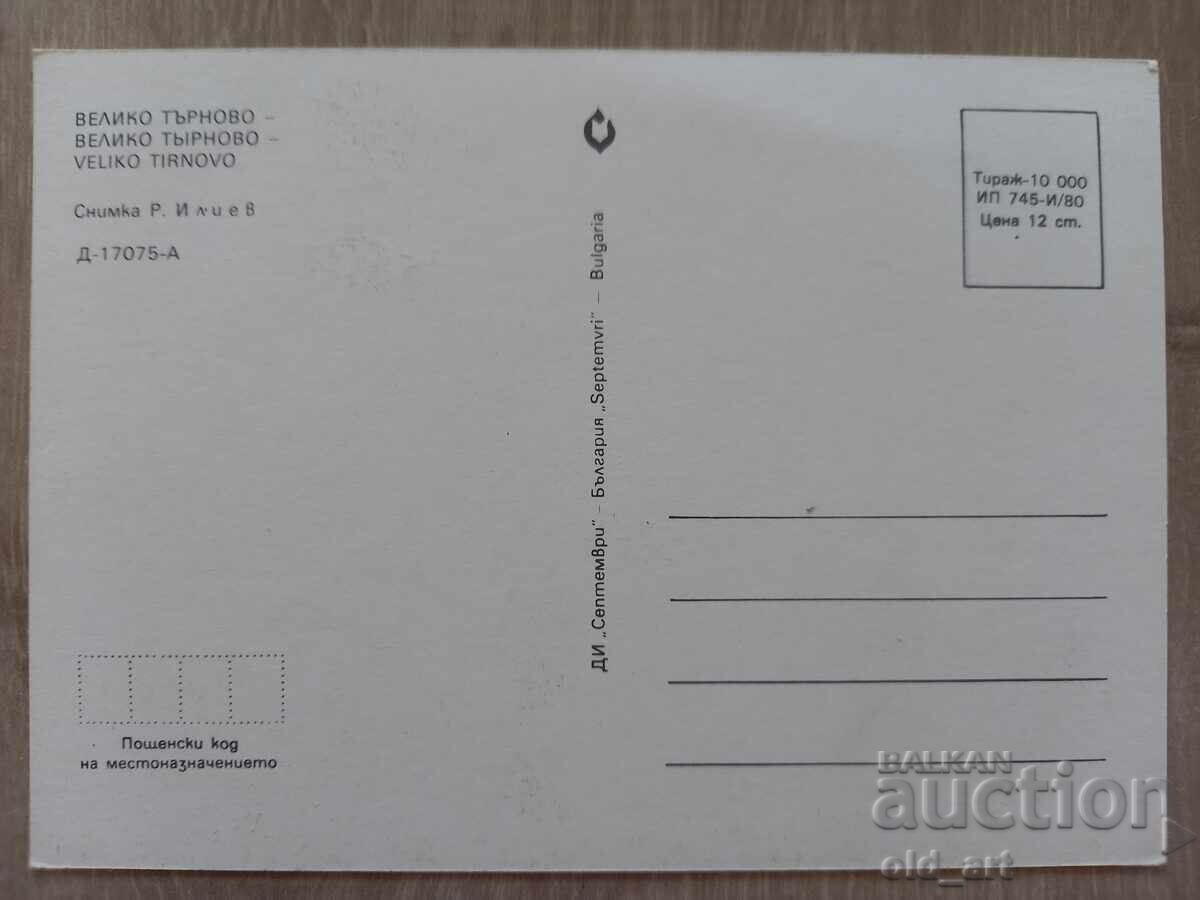 ВЕЛИКО ТЪРНОВО –
ВЕЛИКО ТЫРНОВО –
VELIKO TIRNOVO
Снимка Р. Илиев
Д-17075-А
ДИ „Септември“ – България „Septemvri“ – Bulgaria
Тираж-10 000
ИП 745-И/80
Цена 12 ст.
Пощенски код
на местоназначението
BALKAN
auction
old_art